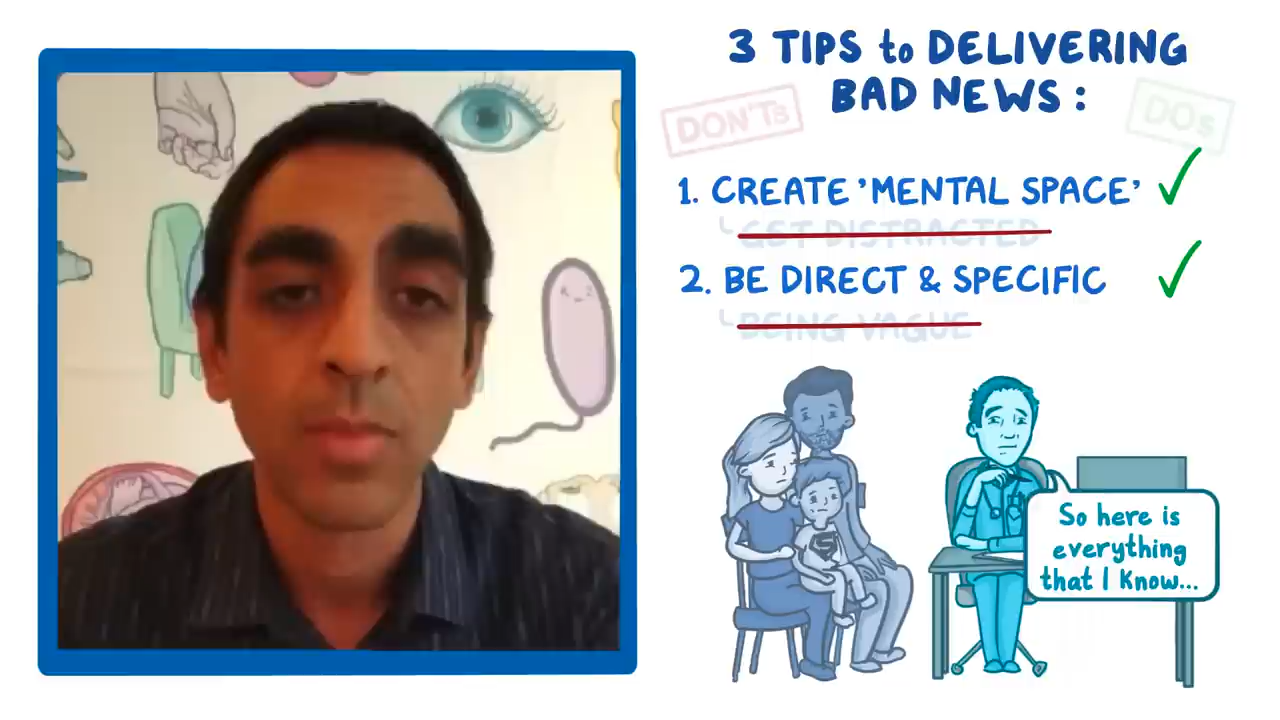 3 TIPS to DELIVERING
BAD NEWS :
DON'Ts
DOs
1. CREATE 'MENTAL SPACE'
GET DISTRACTED
2. BE DIRECT & SPECIFIC
BEING VAGUE
S
So here is
everything
that I know...